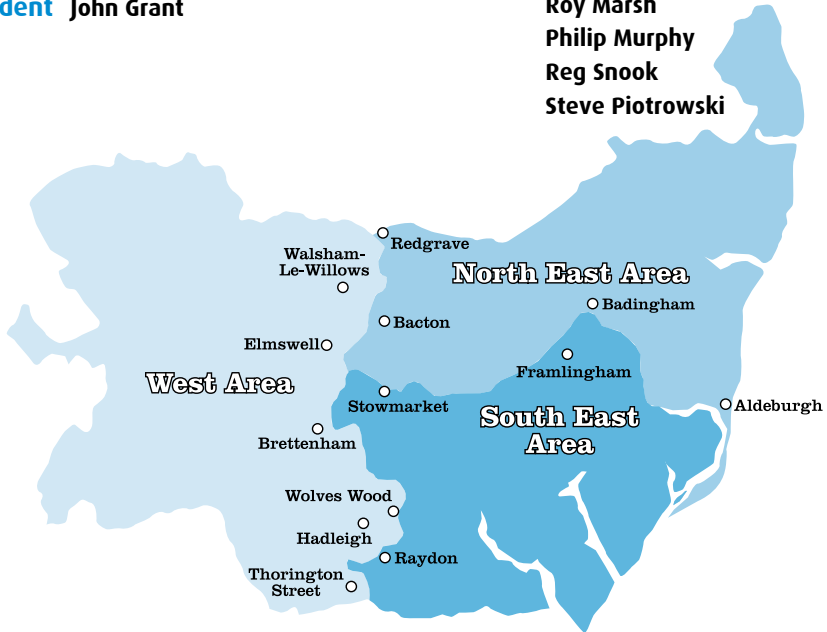 dent John Grant
Roy Marsh
Philip Murphy
Reg Snook
Steve Piotrowski
Redgrave
Walsham-
Le-Willows
North East Area
Badingham
Bacton
Elmswell
Framlingham
West Area
Stowmarket
Aldeburgh
South East
Area
Brettenham
Wolves Wood
Hadleigh
Raydon
Thorington
Street